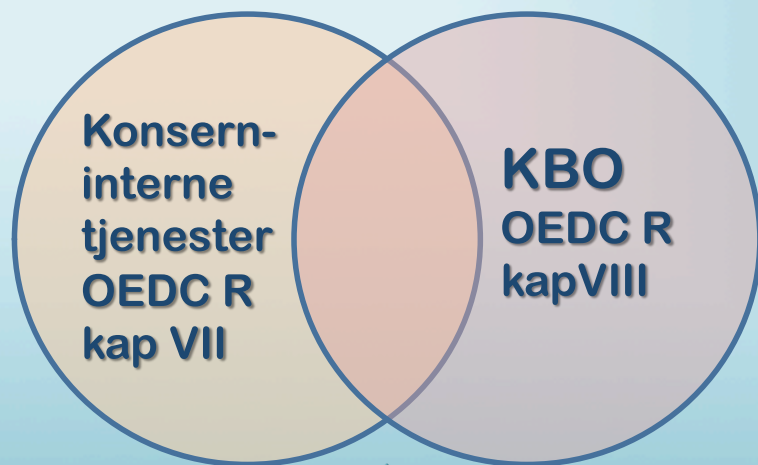 Konsern-
interne
tjenester
OEDC R
kap VII
KBO
OEDC R
kapVIII